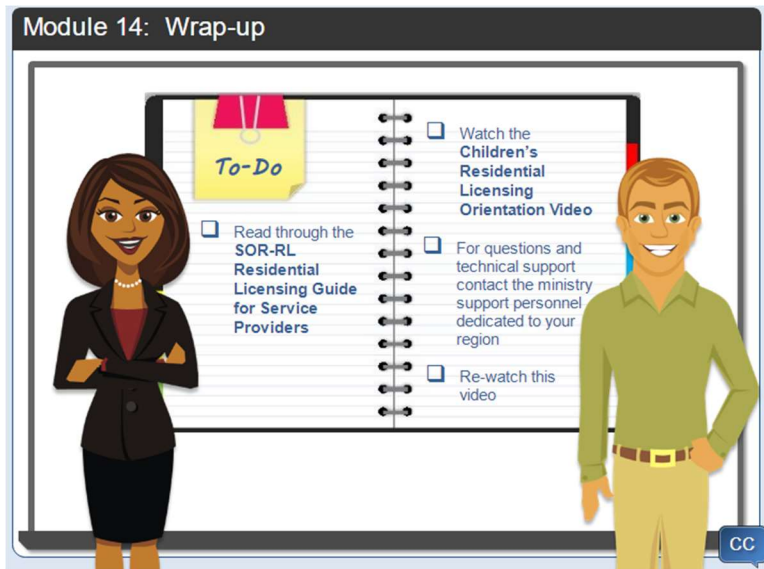 Module 14: Wrap-up
To-Do
Read through the
SOR-RL
Residential
Licensing Guide
for Service
Providers
Watch the
Children's
Residential
Licensing
Orientation Video
For questions and
technical support
contact the ministry
support personnel
dedicated to your
region
Re-watch this
video
CC